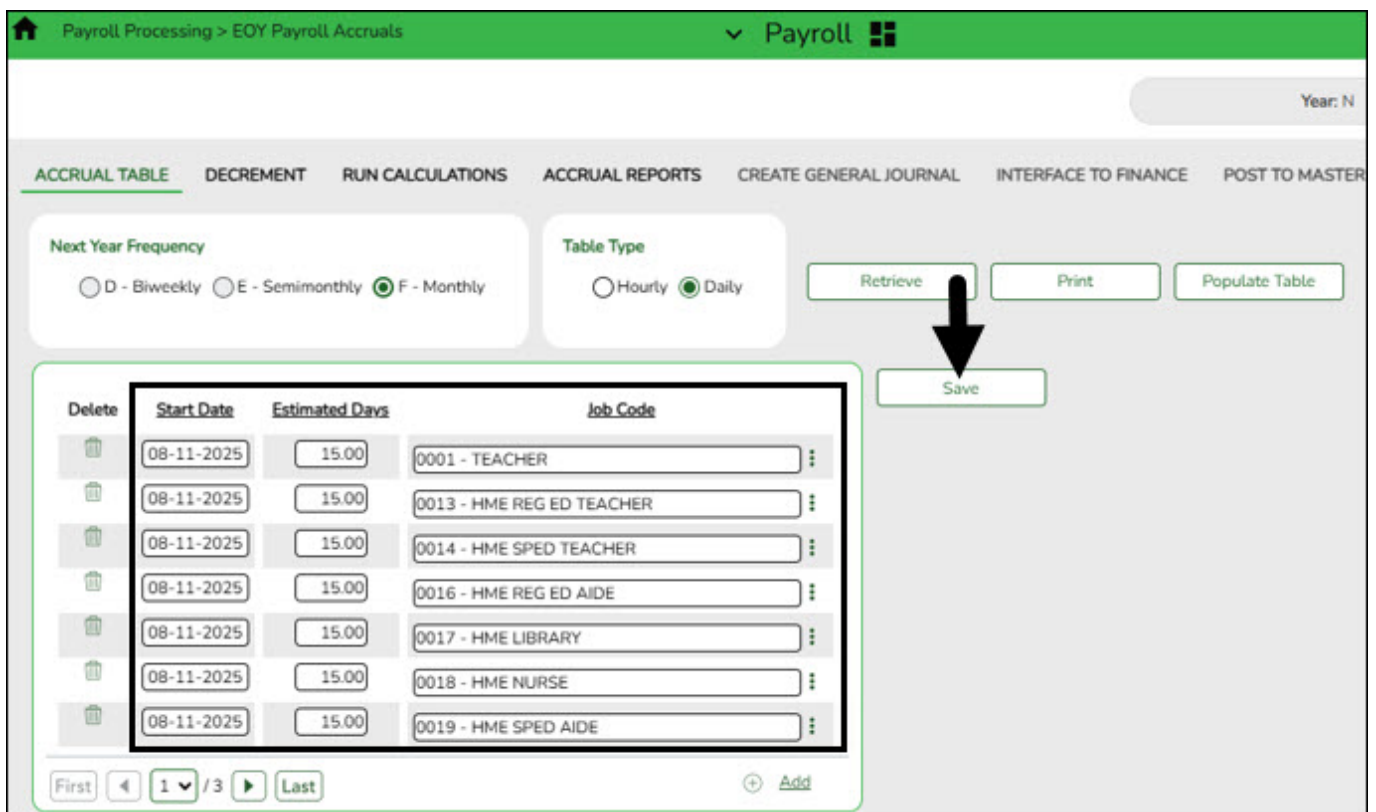 Payroll Processing > EOY Payroll Accruals
Payroll
Year: N
ACCRUAL TABLE DECREMENT RUN CALCULATIONS ACCRUAL REPORTS CREATE GENERAL JOURNAL INTERFACE TO FINANCE POST TO MASTER
Next Year Frequency
D - Biweekly E - Semimonthly F - Monthly
Table Type
Hourly Daily
Retrieve Print Populate Table
Save
Delete Start Date Estimated Days Job Code
08-11-2025 15.00 0001 - TEACHER
08-11-2025 15.00 0013 - HME REG ED TEACHER
08-11-2025 15.00 0014 - HME SPED TEACHER
08-11-2025 15.00 0016 - HME REG ED AIDE
08-11-2025 15.00 0017 - HME LIBRARY
08-11-2025 15.00 0018 - HME NURSE
08-11-2025 15.00 0019 - HME SPED AIDE
First 1 / 3 Last Add